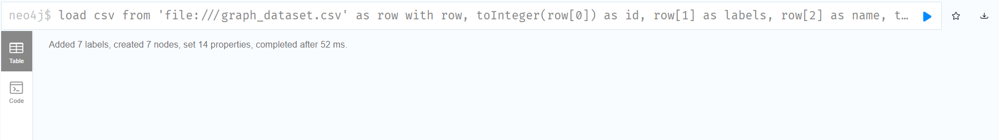 neo4j$ load csv from 'file:///graph_dataset.csv' as row with row, toInteger(row[0]) as id, row[1] as labels, row[2] as name, t…
Table
Added 7 labels, created 7 nodes, set 14 properties, completed after 52 ms.
Code